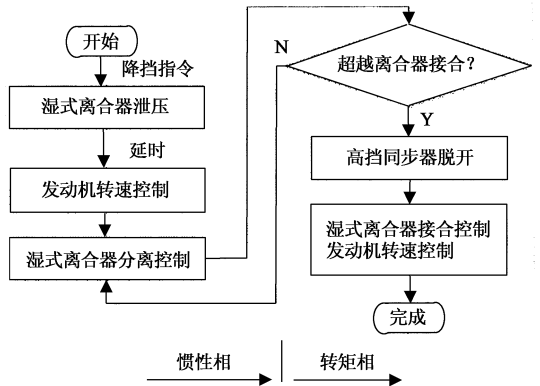 开始
降挡指令
湿式离合器泄压
延时
发动机转速控制
湿式离合器分离控制
N
超越离合器接合？
Y
高挡同步器脱开
湿式离合器接合控制
发动机转速控制
完成
惯性相
转矩相